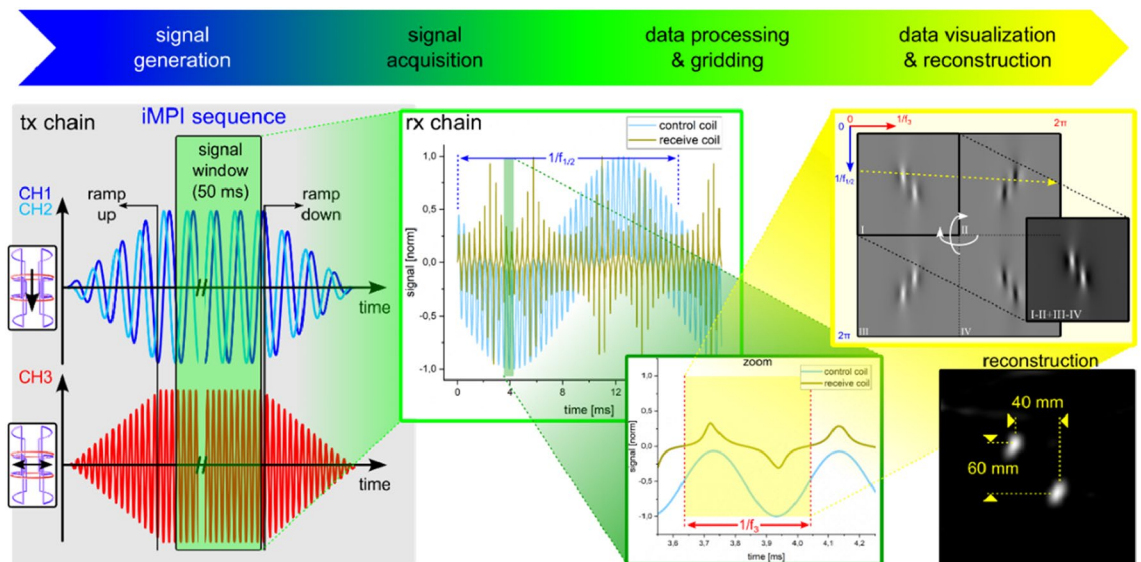 signal
generation
signal
acquisition
data processing
& gridding
data visualization
& reconstruction
tx chain
iMPI sequence
signal
window
(50 ms)
CH1
CH2
ramp
up
ramp
down
//
time
CH3
//
time
rx chain
control coil
receive coil
1/f1/2
signal [norm]
1,0
0,5
0,0
-0,5
-1,0
0
4
8
12
time [ms]
zoom
control coil
receive coil
signal [norm]
1,0
0,5
0,0
-0,5
-1,0
1/f3
3,6
3,7
3,8
3,9
4,0
4,1
4,2
time [ms]
0
0
1/f3
2π
1/f1/2
I
II
III
IV
2π
I-II+III-IV
reconstruction
40 mm
60 mm